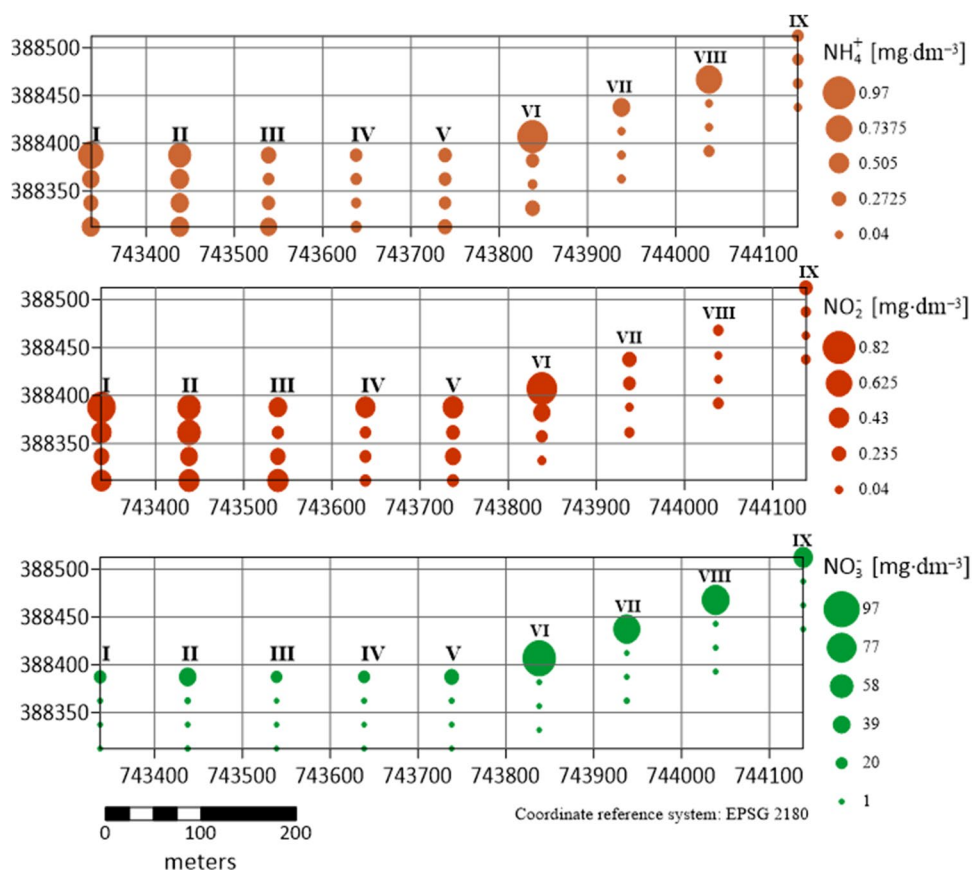 IX
388500
NH₄⁺ [mg·dm⁻³]
VIII
0.97
VII
388450
VI
0.7375
I II III IV V
388400
0.505
388350
0.2725
0.04
743400 743500 743600 743700 743800 743900 744000 744100
IX
388500
NO₂⁻ [mg·dm⁻³]
VIII
VII
0.82
388450
VI
0.625
I II III IV V
388400
0.43
388350
0.235
0.04
743400 743500 743600 743700 743800 743900 744000 744100
IX
388500
NO₃⁻ [mg·dm⁻³]
VIII
97
VII
388450
VI
77
I II III IV V
388400
58
388350
39
743400 743500 743600 743700 743800 743900 744000 744100
20
1
Coordinate reference system: EPSG 2180
0 100 200
meters